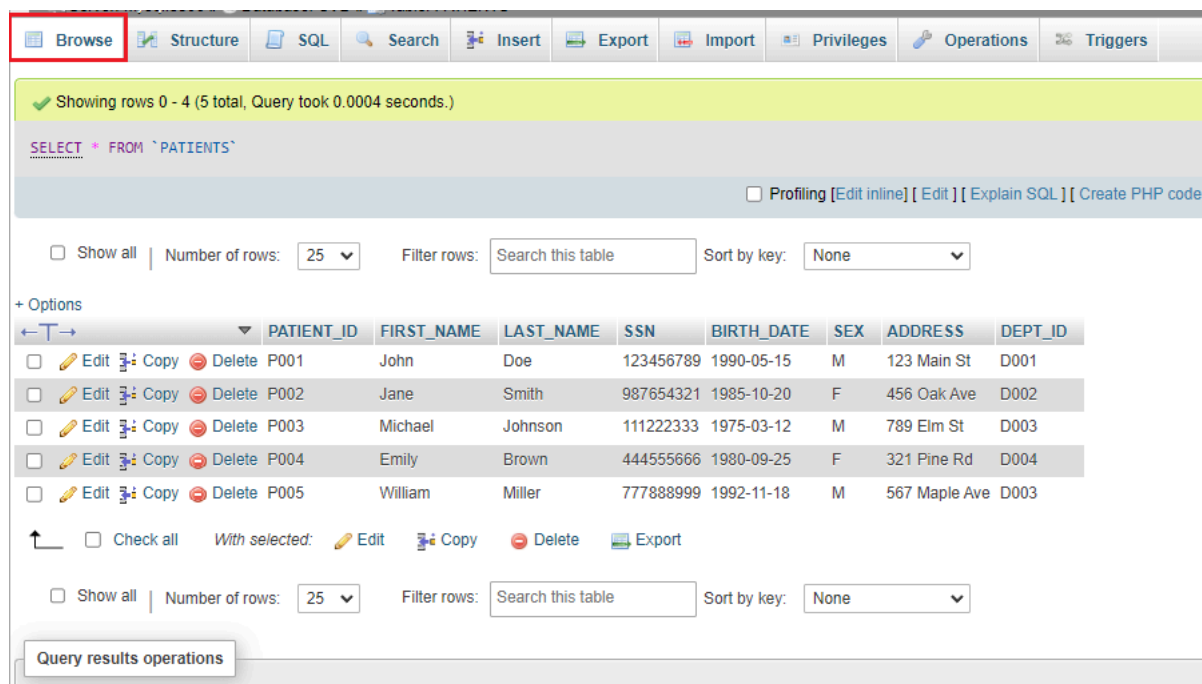 Browse Structure SQL Search Insert Export Import Privileges Operations Triggers
Showing rows 0 - 4 (5 total, Query took 0.0004 seconds.)
SELECT * FROM `PATIENTS`
Profiling [Edit inline] [ Edit ] [ Explain SQL ] [ Create PHP code
Show all | Number of rows: 25 Filter rows: Search this table Sort by key: None
+ Options
←T→ PATIENT_ID FIRST_NAME LAST_NAME SSN BIRTH_DATE SEX ADDRESS DEPT_ID
Edit Copy Delete P001 John Doe 123456789 1990-05-15 M 123 Main St D001
Edit Copy Delete P002 Jane Smith 987654321 1985-10-20 F 456 Oak Ave D002
Edit Copy Delete P003 Michael Johnson 111222333 1975-03-12 M 789 Elm St D003
Edit Copy Delete P004 Emily Brown 444555666 1980-09-25 F 321 Pine Rd D004
Edit Copy Delete P005 William Miller 777888999 1992-11-18 M 567 Maple Ave D003
Check all With selected: Edit Copy Delete Export
Show all | Number of rows: 25 Filter rows: Search this table Sort by key: None
Query results operations